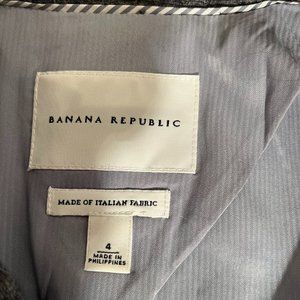 BANANA REPUBLIC
MADE OF ITALIAN FABRIC
4
MADE IN
PHILIPPINES